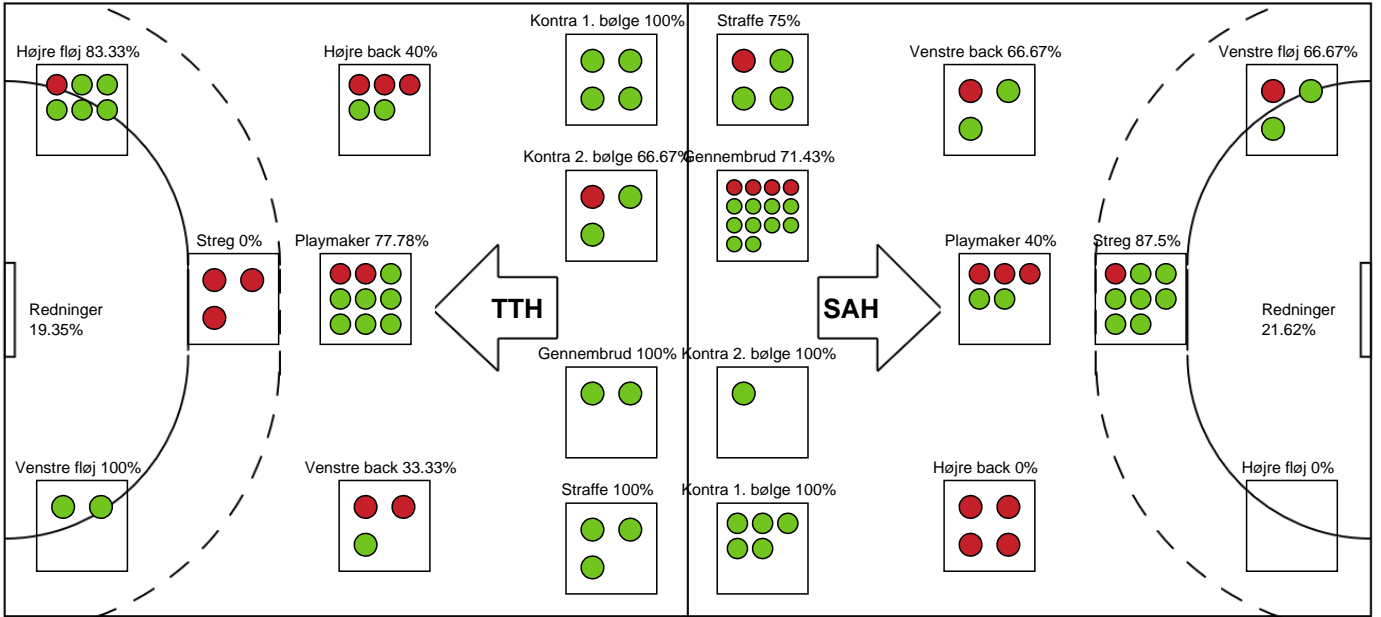 Kontra 1. bølge 100%
Straffe 75%
Højre fløj 83.33%
Højre back 40%
Venstre back 66.67%
Venstre fløj 66.67%
Kontra 2. bølge 66.67%
Gennembrud 71.43%
Streg 0%
Playmaker 77.78%
Playmaker 40%
Streg 87.5%
Redninger
19.35%
TTH
SAH
Redninger
21.62%
Gennembrud 100%
Kontra 2. bølge 100%
Venstre fløj 100%
Venstre back 33.33%
Straffe 100%
Kontra 1. bølge 100%
Højre back 0%
Højre fløj 0%